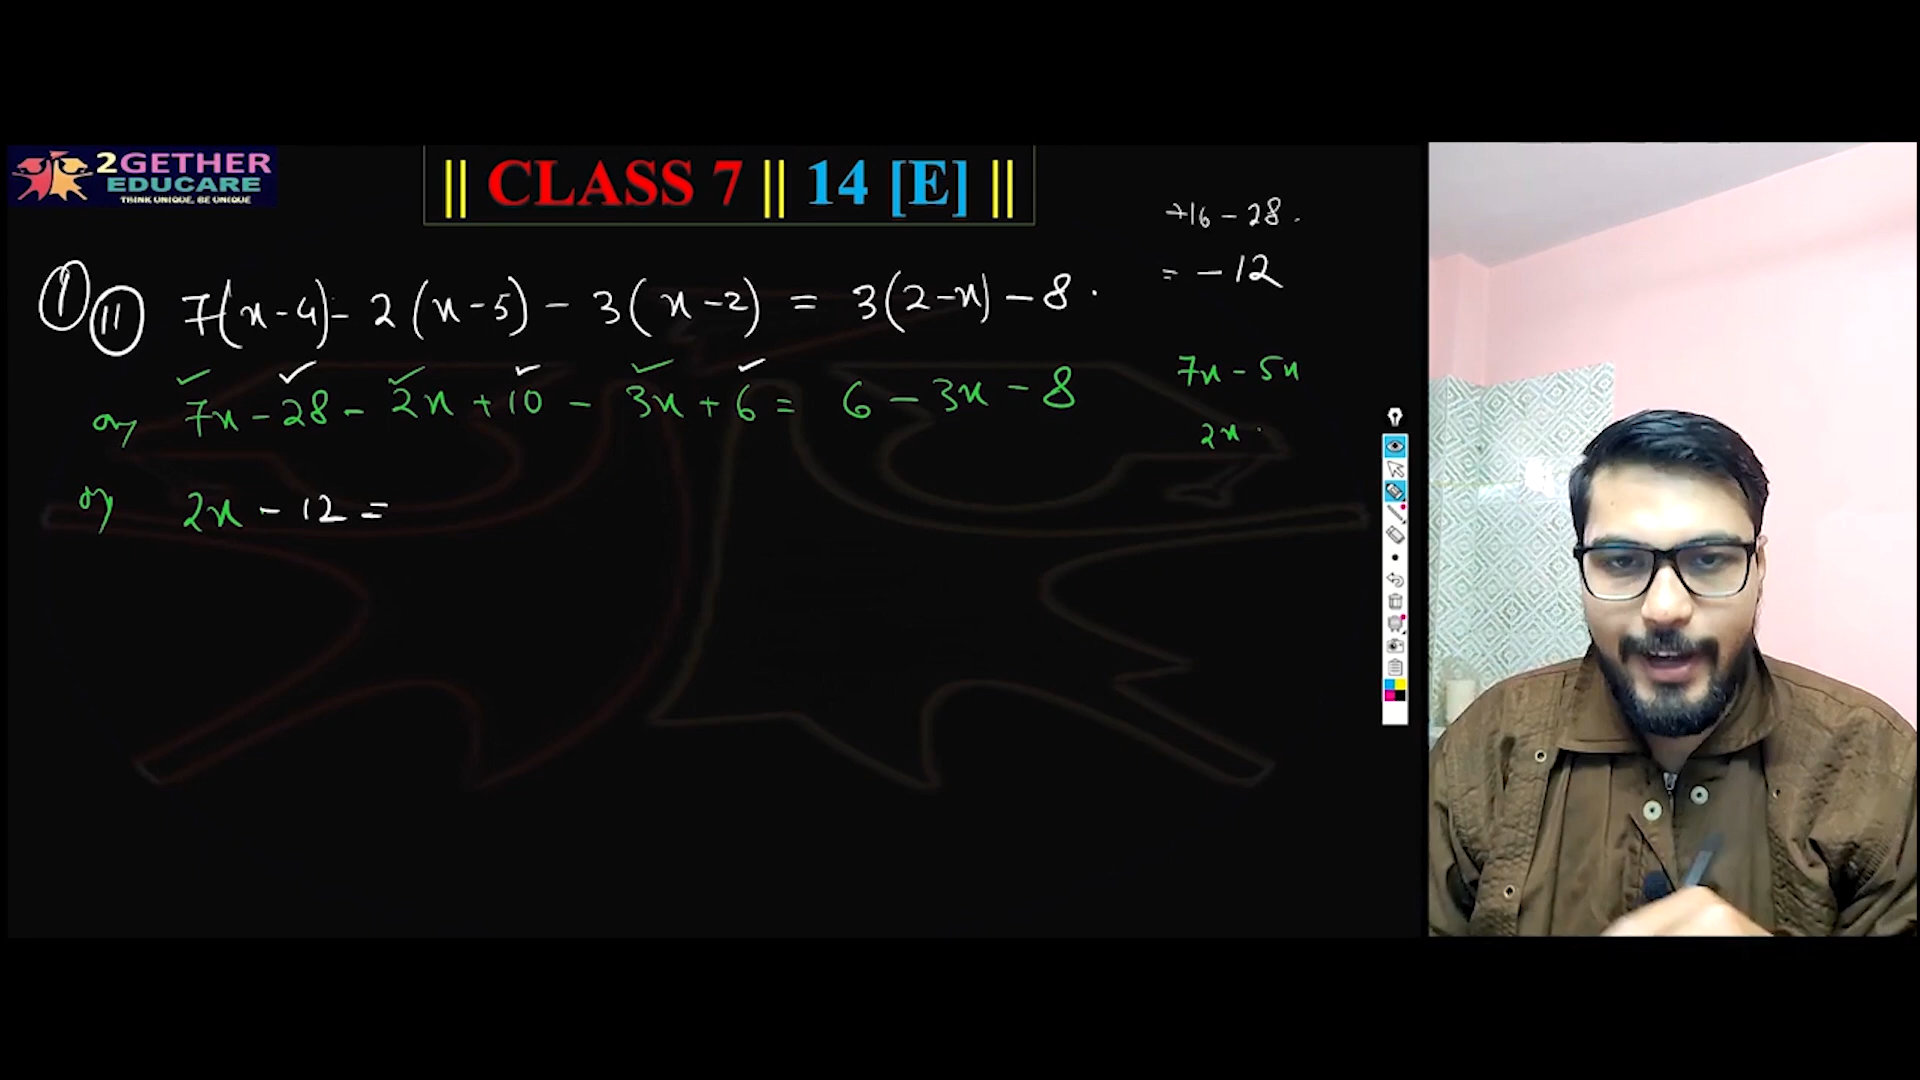 2GETHER
EDUCARE
THINK UNIQUE, BE UNIQUE
|| CLASS 7 || 14 [E] ||
+16 - 28.
= -12
① ⑪ 7(x-4) - 2(x-5) - 3(x-2) = 3(2-x) - 8.
or 7x - 28 - 2x + 10 - 3x + 6 = 6 - 3x - 8
7x - 5x
2x.
or 2x - 12 =